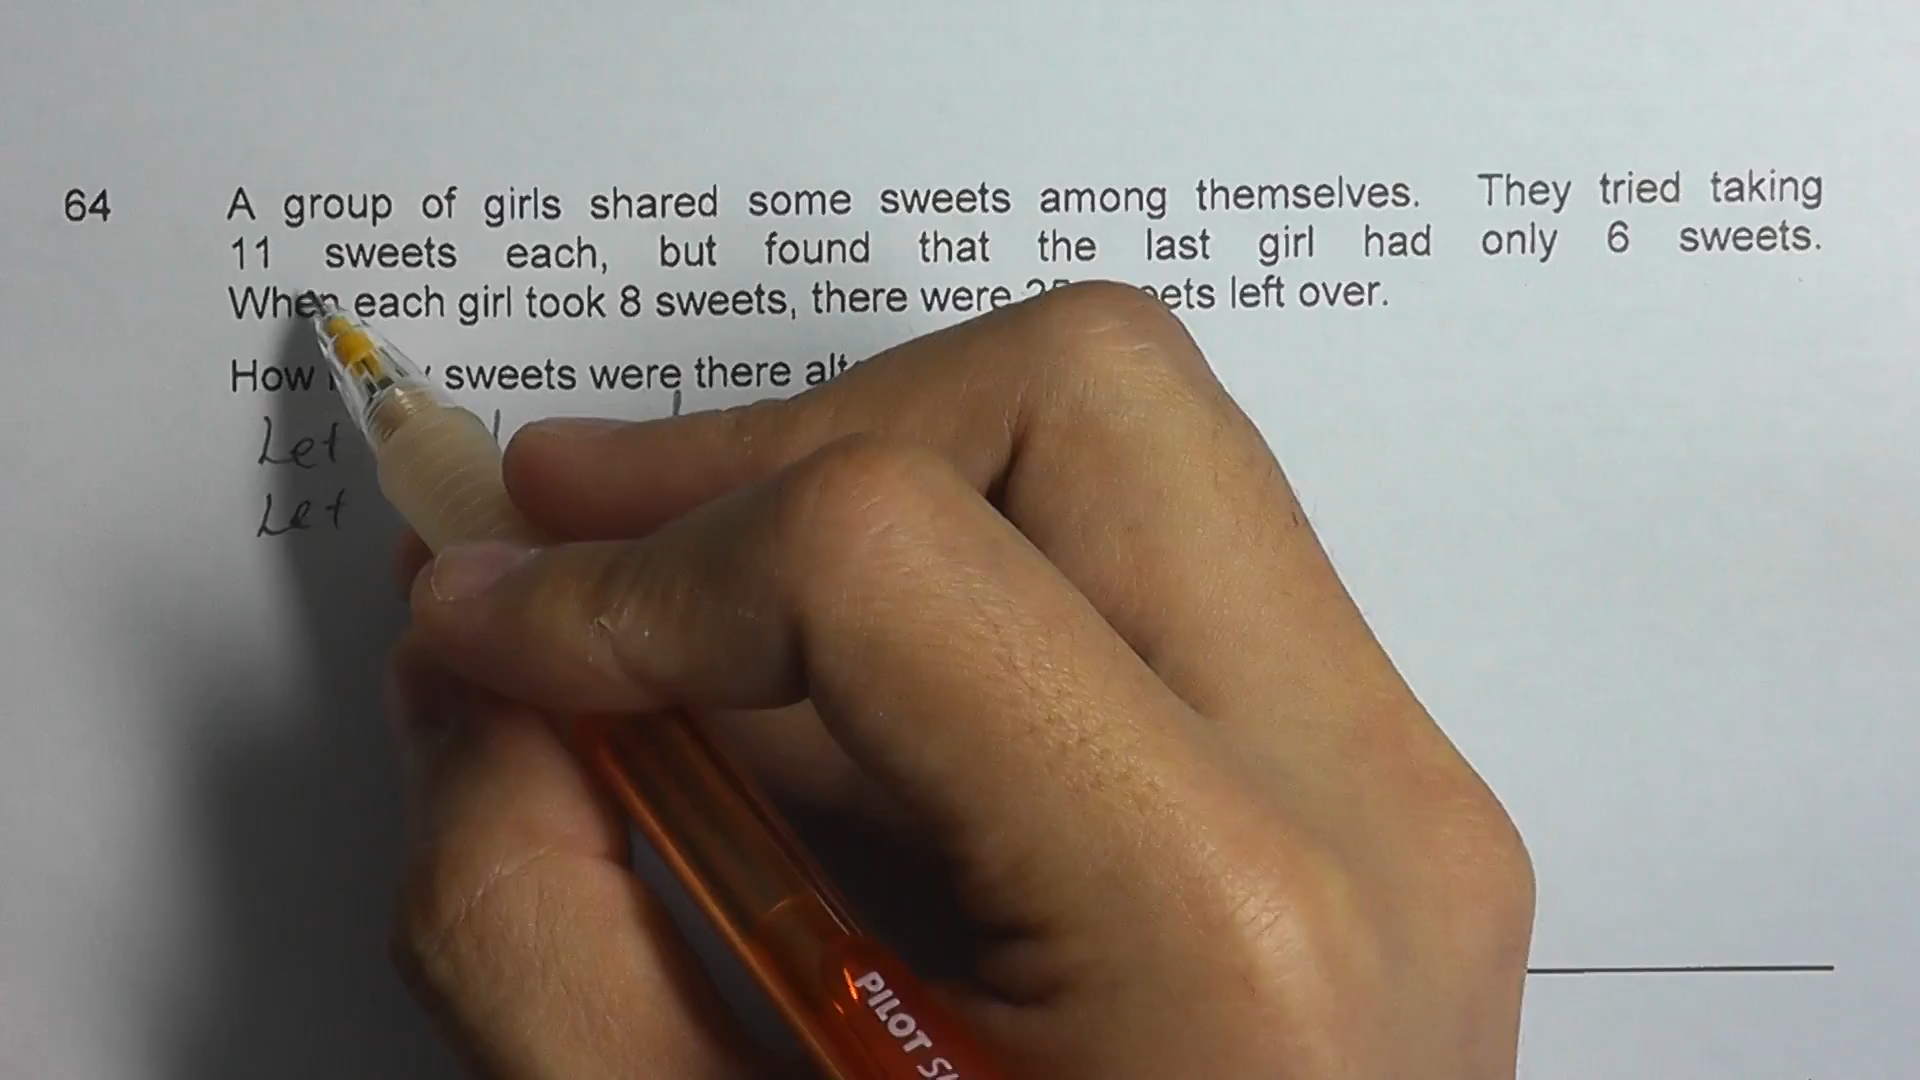 64 A group of girls shared some sweets among themselves. They tried taking
11 sweets each, but found that the last girl had only 6 sweets.
When each girl took 8 sweets, there were left over.
How sweets were there
Let
Let
PILOT